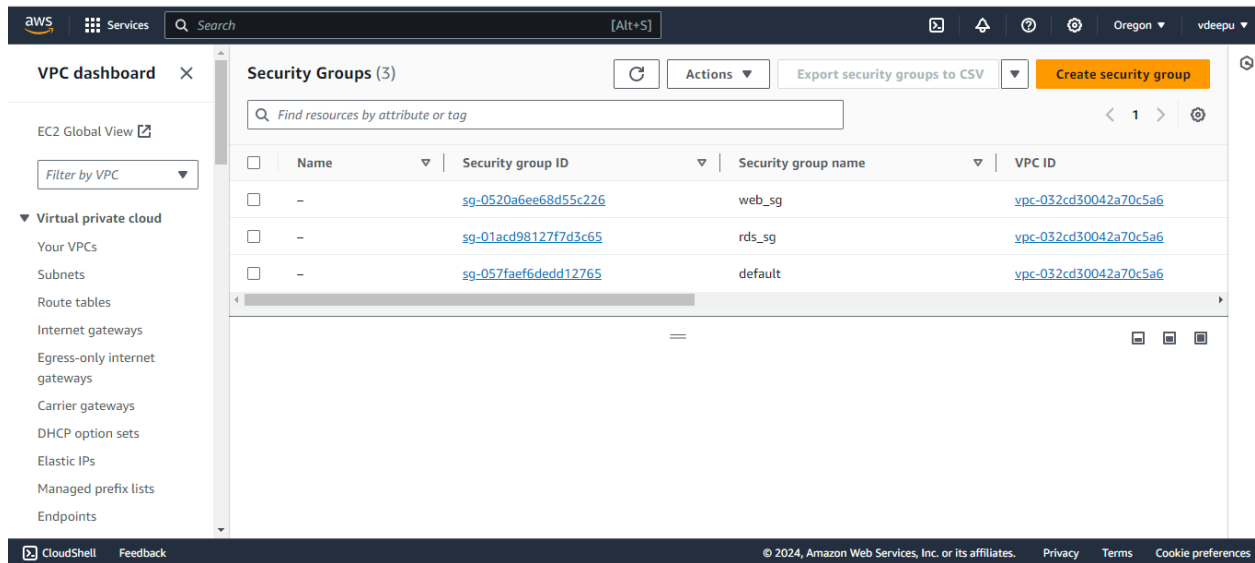 aws Services Search [Alt+S] Oregon vdeepu
VPC dashboard
EC2 Global View
Filter by VPC
Virtual private cloud
Your VPCs
Subnets
Route tables
Internet gateways
Egress-only internet
gateways
Carrier gateways
DHCP option sets
Elastic IPs
Managed prefix lists
Endpoints
Security Groups (3) Actions Export security groups to CSV Create security group
Find resources by attribute or tag 1
Name Security group ID Security group name VPC ID
– sg-0520a6ee68d55c226 web_sg vpc-032cd30042a70c5a6
– sg-01acd98127f7d3c65 rds_sg vpc-032cd30042a70c5a6
– sg-057faef6dedd12765 default vpc-032cd30042a70c5a6
CloudShell Feedback © 2024, Amazon Web Services, Inc. or its affiliates. Privacy Terms Cookie preferences